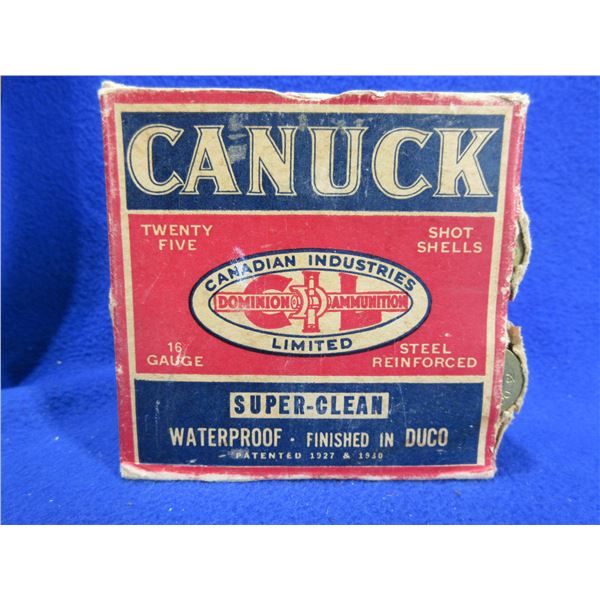 CANUCK
TWENTY FIVE
SHOT SHELLS
CANADIAN INDUSTRIES
CIL
DOMINION AMMUNITION
LIMITED
16 GAUGE
STEEL REINFORCED
SUPER-CLEAN
WATERPROOF · FINISHED IN DUCO
PATENTED 1927 & 1930